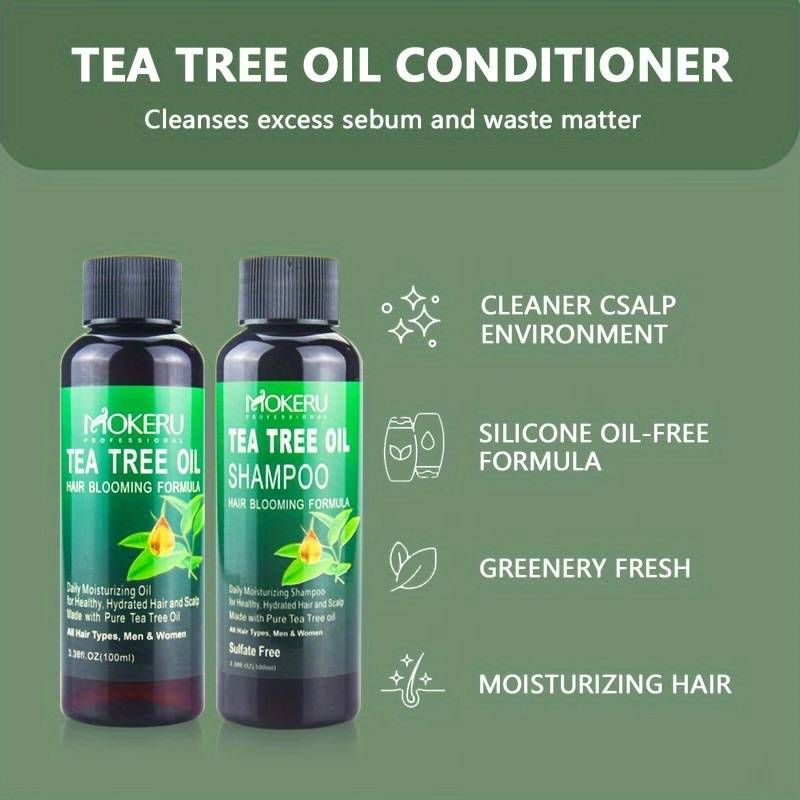 TEA TREE OIL CONDITIONER
Cleanses excess sebum and waste matter
MOKERU
PROFESSIONAL
TEA TREE OIL
HAIR BLOOMING FORMULA
Daily Moisturizing Oil
for Healthy, Hydrated Hair and Scalp
Made with Pure Tea Tree Oil
All Hair Types, Men & Women
3.38fl.OZ(100ml)
MOKERU
PROFESSIONAL
TEA TREE OIL
SHAMPOO
HAIR BLOOMING FORMULA
Daily Moisturizing Shampoo
for Healthy, Hydrated Hair and Scalp
Made with Pure Tea Tree oil
All Hair Types, Men & Women
Sulfate Free
3.38fl.OZ(100ml)
CLEANER CSALP
ENVIRONMENT
SILICONE OIL-FREE
FORMULA
GREENERY FRESH
MOISTURIZING HAIR